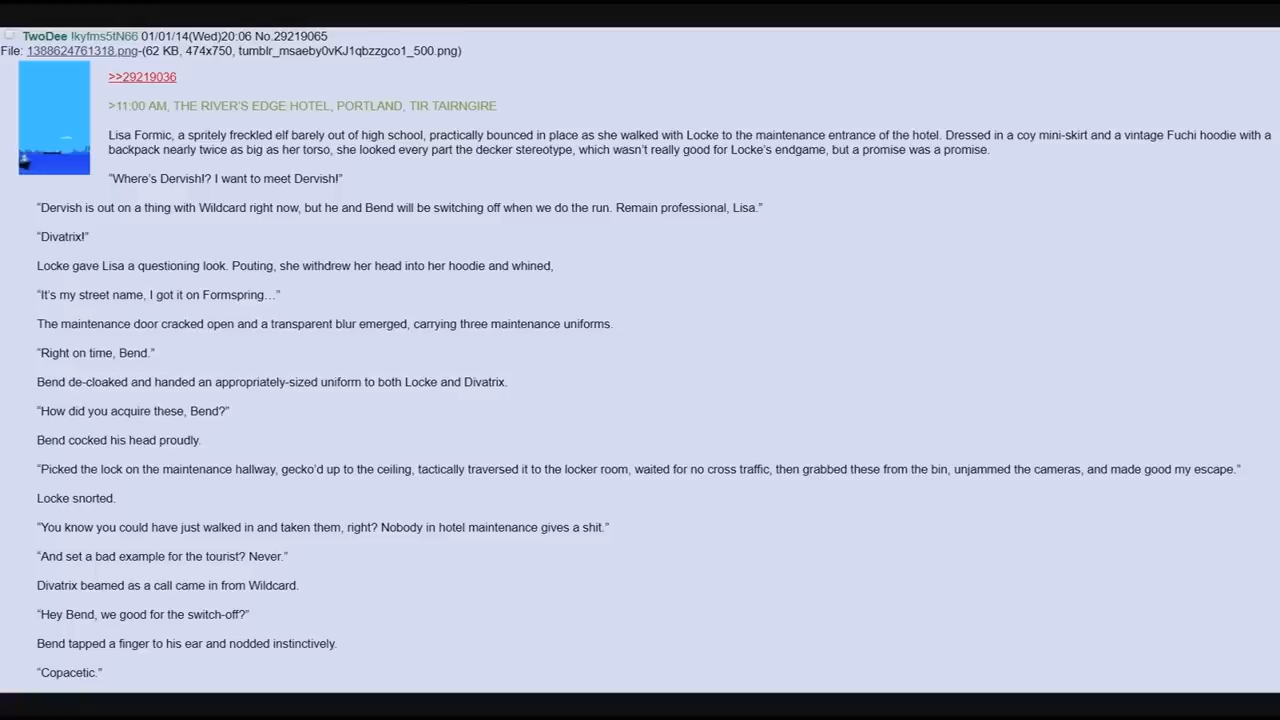 TwoDee !kyfms5tN66 01/01/14(Wed)20:06 No.29219065
File: 1388624761318.png-(62 KB, 474x750, tumblr_msaeby0vKJ1qbzzgco1_500.png)
>>29219036
>11:00 AM, THE RIVER'S EDGE HOTEL, PORTLAND, TIR TAIRNGIRE
Lisa Formic, a spritely freckled elf barely out of high school, practically bounced in place as she walked with Locke to the maintenance entrance of the hotel. Dressed in a coy mini-skirt and a vintage Fuchi hoodie with a
backpack nearly twice as big as her torso, she looked every part the decker stereotype, which wasn't really good for Locke's endgame, but a promise was a promise.
“Where's Dervish!? I want to meet Dervish!”
“Dervish is out on a thing with Wildcard right now, but he and Bend will be switching off when we do the run. Remain professional, Lisa.”
“Divatrix!”
Locke gave Lisa a questioning look. Pouting, she withdrew her head into her hoodie and whined,
“It's my street name, I got it on Formspring…”
The maintenance door cracked open and a transparent blur emerged, carrying three maintenance uniforms.
“Right on time, Bend.”
Bend de-cloaked and handed an appropriately-sized uniform to both Locke and Divatrix.
“How did you acquire these, Bend?”
Bend cocked his head proudly.
“Picked the lock on the maintenance hallway, gecko'd up to the ceiling, tactically traversed it to the locker room, waited for no cross traffic, then grabbed these from the bin, unjammed the cameras, and made good my escape.”
Locke snorted.
“You know you could have just walked in and taken them, right? Nobody in hotel maintenance gives a shit.”
“And set a bad example for the tourist? Never.”
Divatrix beamed as a call came in from Wildcard.
“Hey Bend, we good for the switch-off?”
Bend tapped a finger to his ear and nodded instinctively.
“Copacetic.”